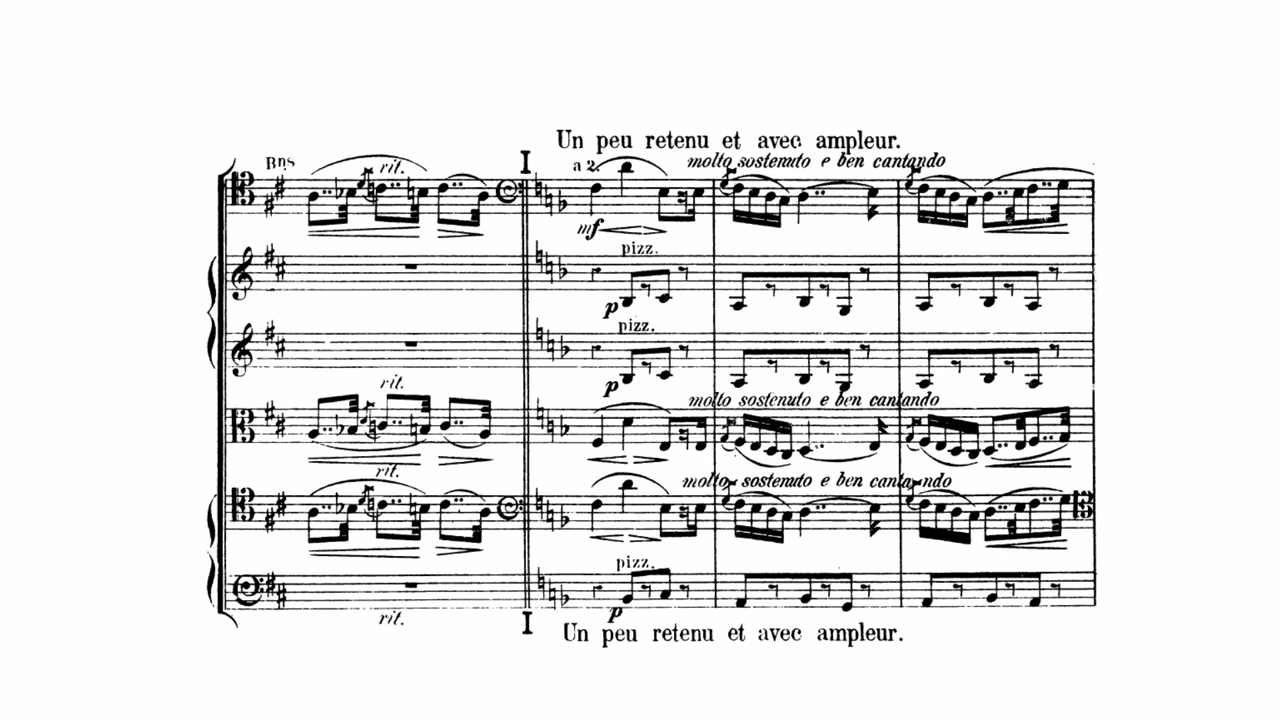 Un peu retenu et avec ampleur.
Bns rit. I a 2. molto sostenuto e ben cantando
mf
pizz.
p
pizz.
p
rit. molto sostenuto e ben cantando
rit. molto sostenuto e ben cantando
pizz.
p
rit. I Un peu retenu et avec ampleur.